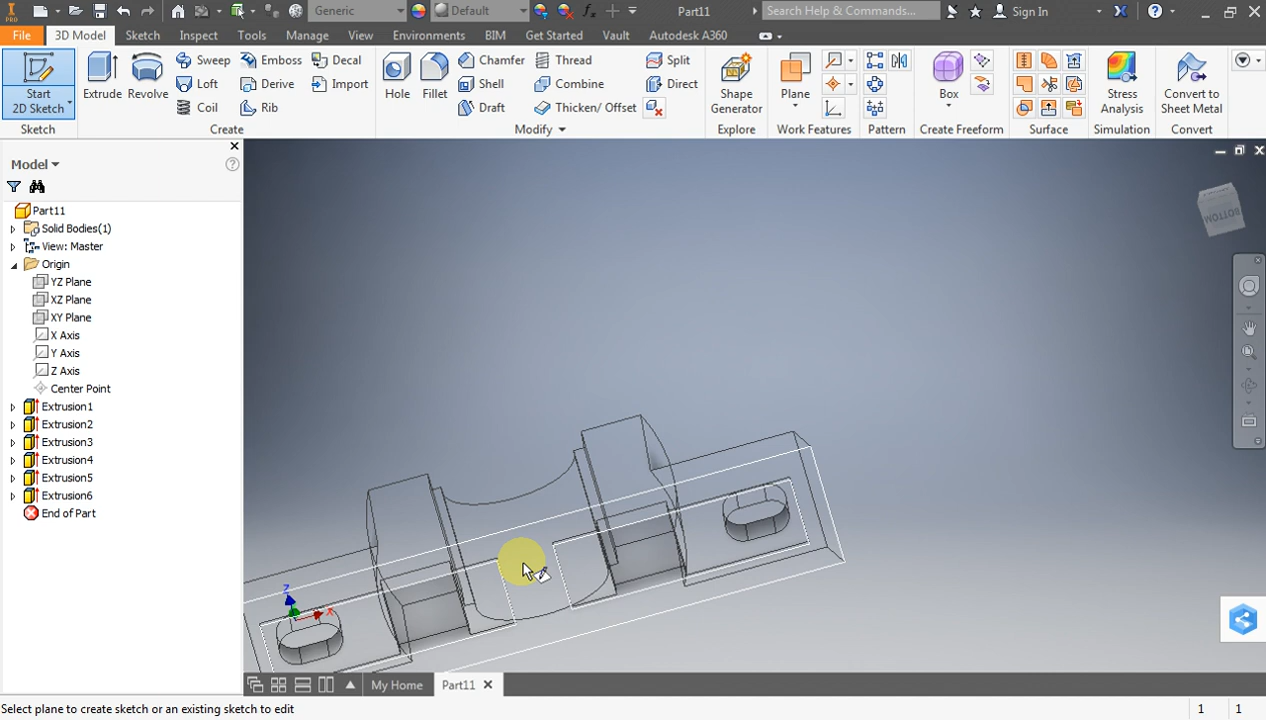 Generic
Default
fx
Part11
Search Help & Commands...
Sign In
PRO
File
3D Model
Sketch
Inspect
Tools
Manage
View
Environments
BIM
Get Started
Vault
Autodesk A360
Start
2D Sketch
Sketch
Extrude
Revolve
Sweep
Loft
Coil
Emboss
Derive
Rib
Decal
Import
Create
Hole
Fillet
Chamfer
Shell
Draft
Thread
Combine
Thicken/ Offset
Split
Direct
Modify
Shape
Generator
Explore
Plane
Work Features
Pattern
Box
Create Freeform
Surface
Stress
Analysis
Simulation
Convert to
Sheet Metal
Convert
Model
Part11
Solid Bodies(1)
View: Master
Origin
YZ Plane
XZ Plane
XY Plane
X Axis
Y Axis
Z Axis
Center Point
Extrusion1
Extrusion2
Extrusion3
Extrusion4
Extrusion5
Extrusion6
End of Part
BOTTOM
Z
X
My Home
Part11
Select plane to create sketch or an existing sketch to edit
1
1